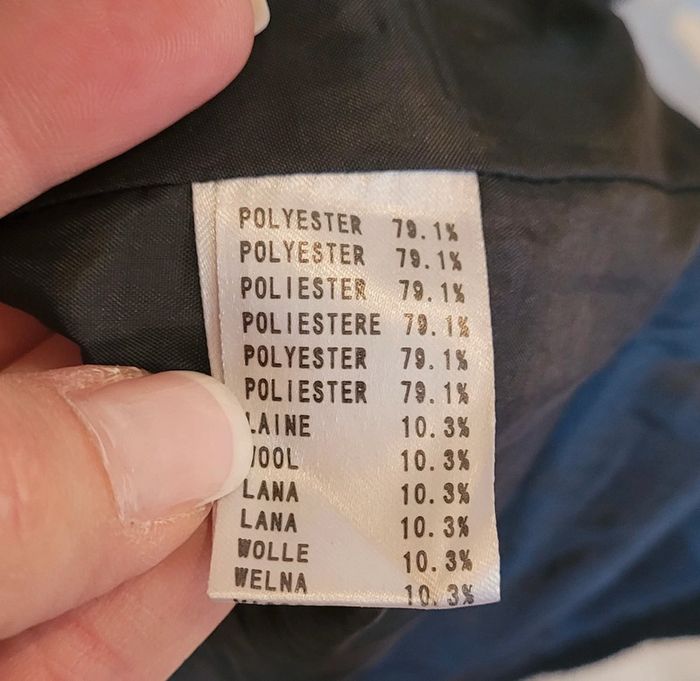 POLYESTER 79.1%
POLYESTER 79.1%
POLIESTER 79.1%
POLIESTERE 79.1%
POLYESTER 79.1%
POLIESTER 79.1%
LAINE 10.3%
WOOL 10.3%
LANA 10.3%
LANA 10.3%
WOLLE 10.3%
WELNA 10.3%